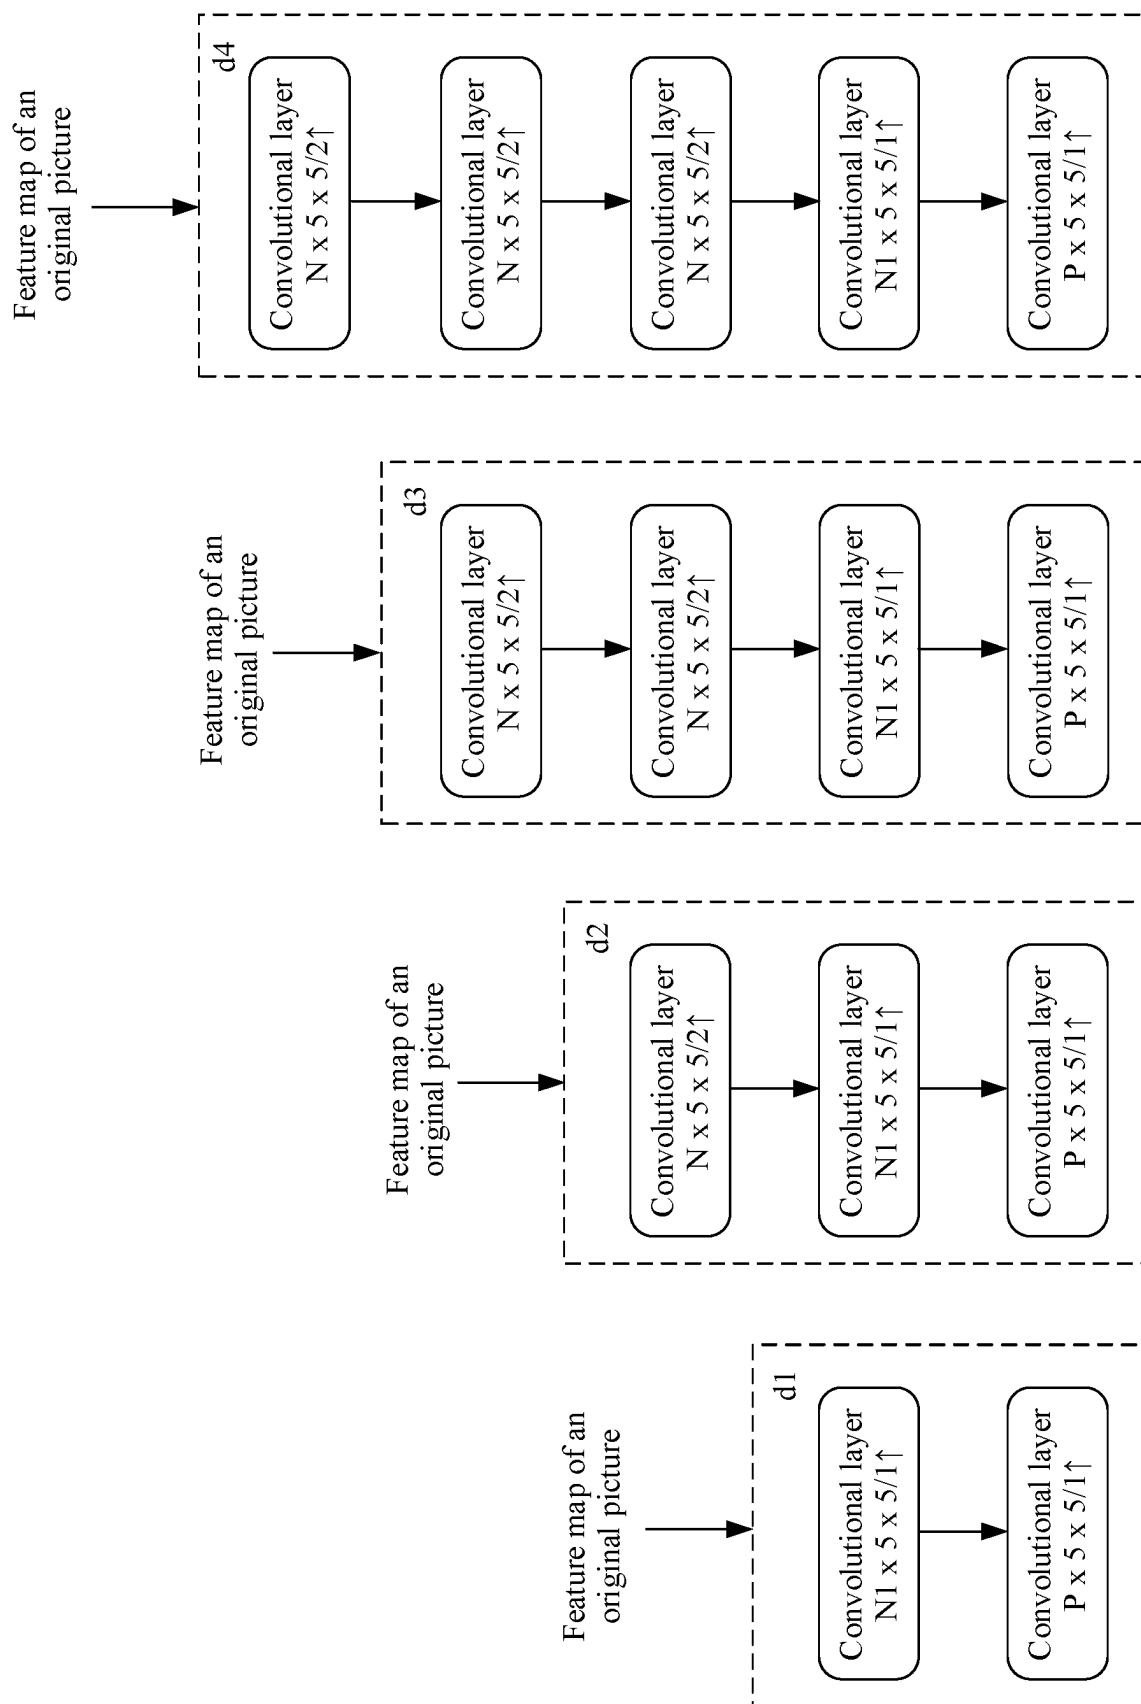 Feature map of an
original picture
d1
Convolutional layer
N1 x 5 x 5/1↑
Convolutional layer
P x 5 x 5/1↑
Feature map of an
original picture
d2
Convolutional layer
N x 5 x 5/2↑
Convolutional layer
N1 x 5 x 5/1↑
Convolutional layer
P x 5 x 5/1↑
Feature map of an
original picture
d3
Convolutional layer
N x 5 x 5/2↑
Convolutional layer
N x 5 x 5/2↑
Convolutional layer
N1 x 5 x 5/1↑
Convolutional layer
P x 5 x 5/1↑
Feature map of an
original picture
d4
Convolutional layer
N x 5 x 5/2↑
Convolutional layer
N x 5 x 5/2↑
Convolutional layer
N x 5 x 5/2↑
Convolutional layer
N1 x 5 x 5/1↑
Convolutional layer
P x 5 x 5/1↑